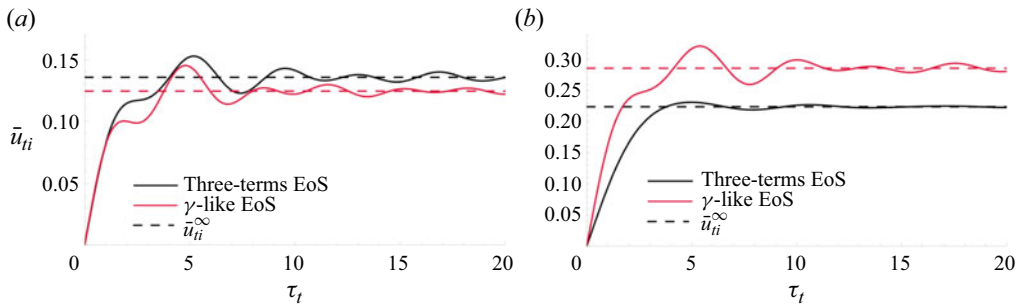 (a)
(b)
0.15
0.10
0.05
ū_ti
Three-terms EoS
γ-like EoS
ū_ti^∞
0 5 10 15 20
τ_t
0.30
0.25
0.20
0.15
0.10
0.05
Three-terms EoS
γ-like EoS
ū_ti^∞
0 5 10 15 20
τ_t